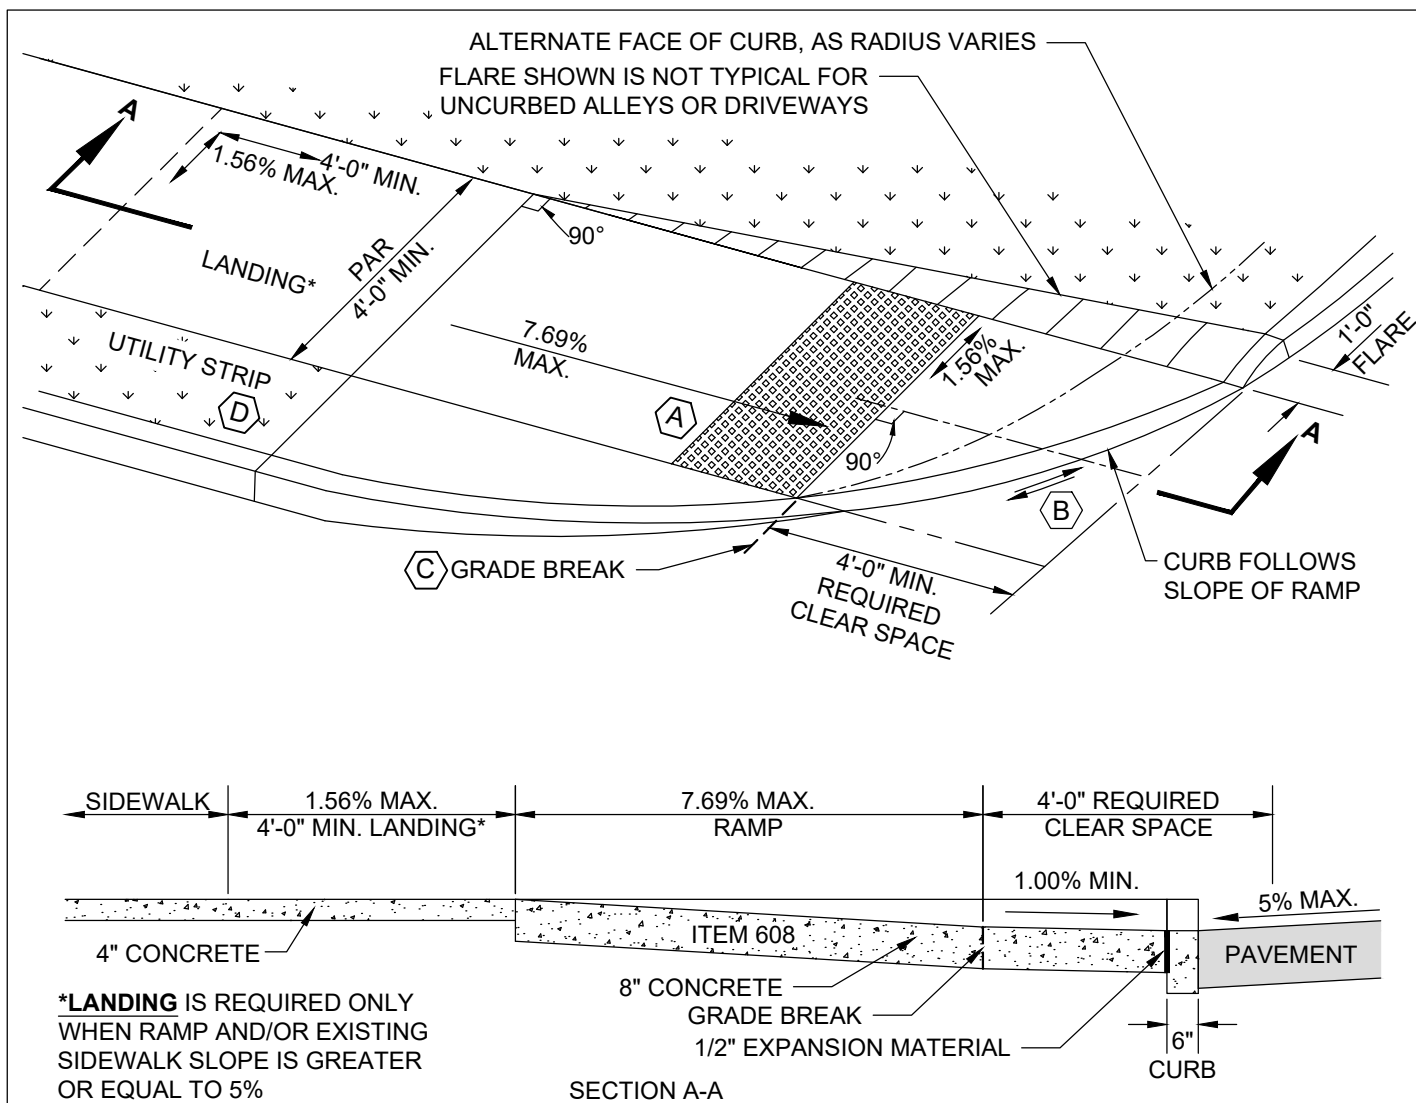 ALTERNATE FACE OF CURB, AS RADIUS VARIES
FLARE SHOWN IS NOT TYPICAL FOR
UNCURBED ALLEYS OR DRIVEWAYS
A
4'-0" MIN.
1.56% MAX.
90°
PAR
4'-0" MIN.
LANDING*
1'-0"
FLARE
7.69%
MAX.
1.56%
MAX.
UTILITY STRIP
D
A
A
90°
B
C GRADE BREAK
4'-0" MIN.
REQUIRED
CLEAR SPACE
CURB FOLLOWS
SLOPE OF RAMP
SIDEWALK
1.56% MAX.
4'-0" MIN. LANDING*
7.69% MAX.
RAMP
4'-0" REQUIRED
CLEAR SPACE
1.00% MIN.
5% MAX.
ITEM 608
PAVEMENT
4" CONCRETE
8" CONCRETE
GRADE BREAK
1/2" EXPANSION MATERIAL
6"
CURB
*LANDING IS REQUIRED ONLY
WHEN RAMP AND/OR EXISTING
SIDEWALK SLOPE IS GREATER
OR EQUAL TO 5%
SECTION A-A